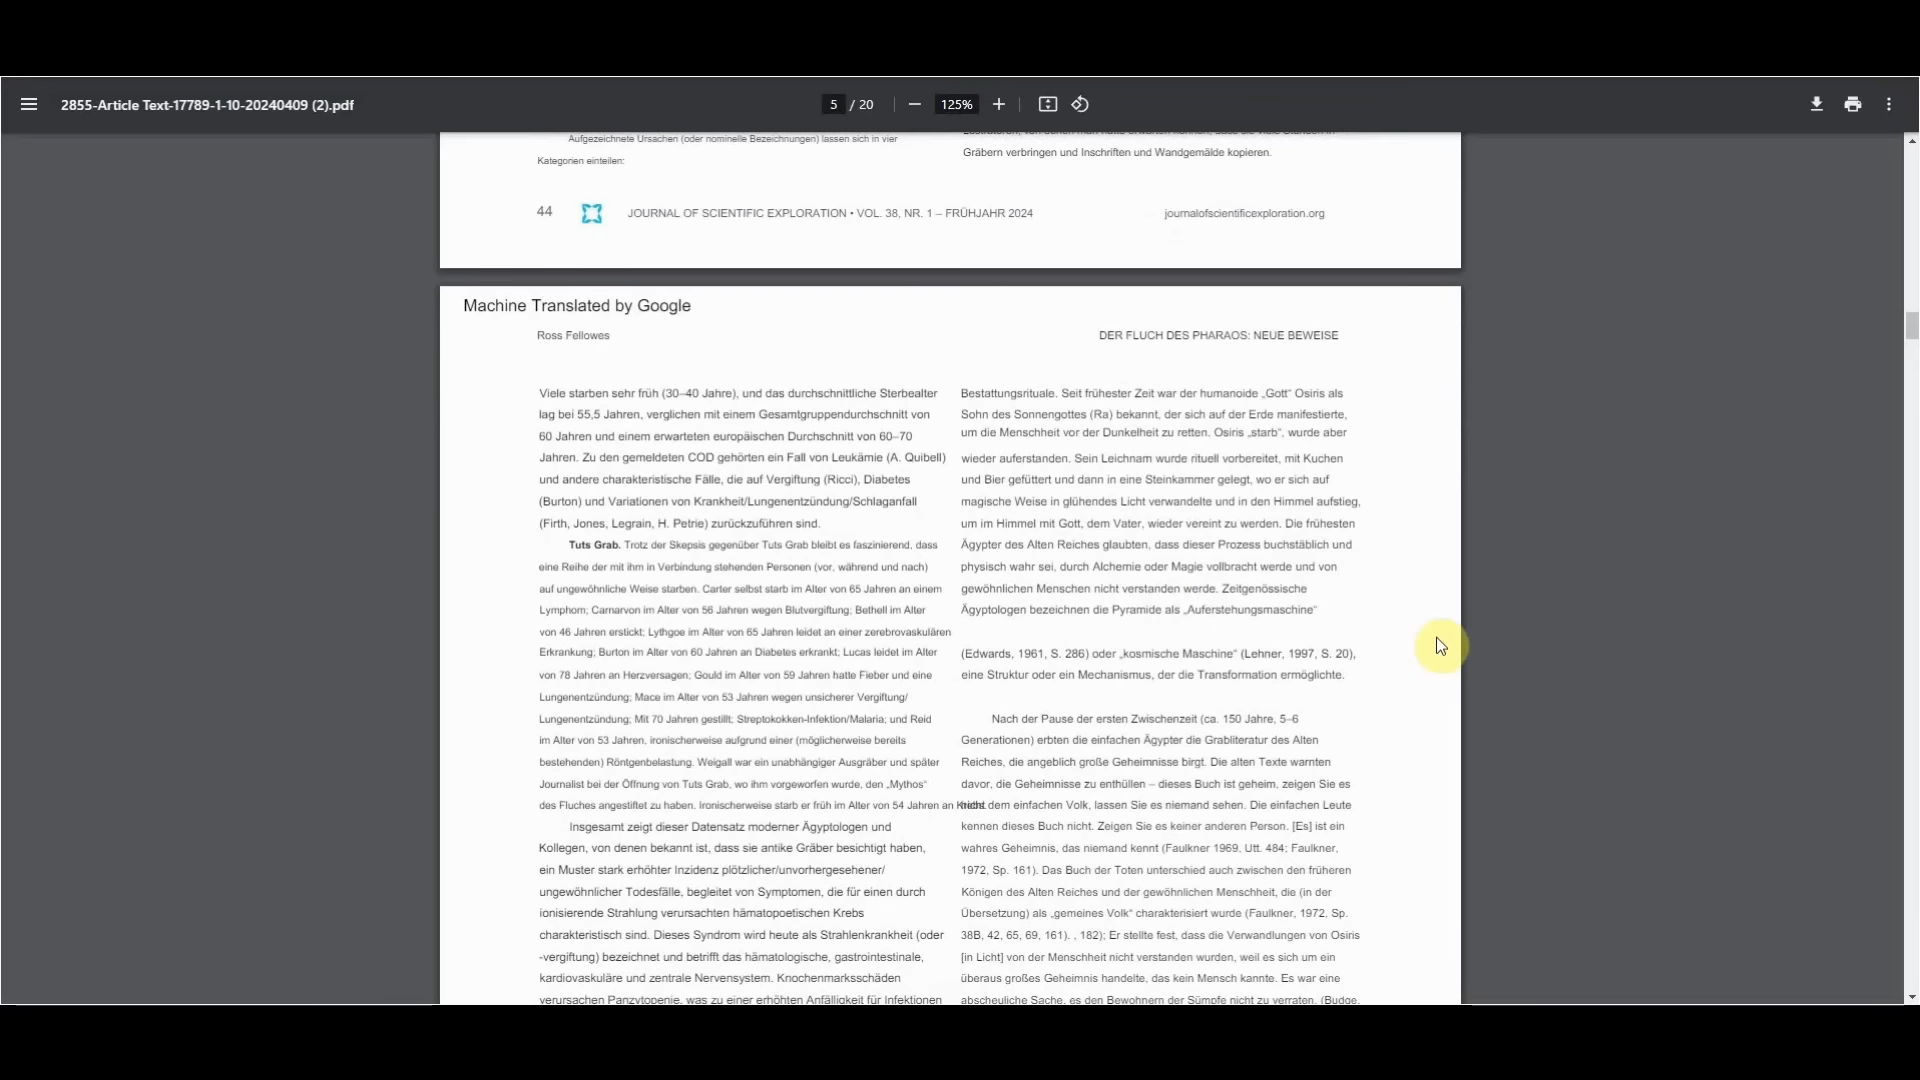 2855-Article Text-17789-1-10-20240409 (2).pdf
5 / 20
125%
Aufgezeichnete Ursachen (oder nominelle Bezeichnungen) lassen sich in vier
Kategorien einteilen:
Gräbern verbringen und Inschriften und Wandgemälde kopieren.
44
JOURNAL OF SCIENTIFIC EXPLORATION • VOL. 38, NR. 1 – FRÜHJAHR 2024
journalofscientificexploration.org
Machine Translated by Google
Ross Fellowes
DER FLUCH DES PHARAOS: NEUE BEWEISE
Viele starben sehr früh (30–40 Jahre), und das durchschnittliche Sterbealter
lag bei 55,5 Jahren, verglichen mit einem Gesamtgruppendurchschnitt von
60 Jahren und einem erwarteten europäischen Durchschnitt von 60–70
Jahren. Zu den gemeldeten COD gehörten ein Fall von Leukämie (A. Quibell)
und andere charakteristische Fälle, die auf Vergiftung (Ricci), Diabetes
(Burton) und Variationen von Krankheit/Lungenentzündung/Schlaganfall
(Firth, Jones, Legrain, H. Petrie) zurückzuführen sind.
Tuts Grab. Trotz der Skepsis gegenüber Tuts Grab bleibt es faszinierend, dass
eine Reihe der mit ihm in Verbindung stehenden Personen (vor, während und nach)
auf ungewöhnliche Weise starben. Carter selbst starb im Alter von 65 Jahren an einem
Lymphom; Carnarvon im Alter von 56 Jahren wegen Blutvergiftung; Bethell im Alter
von 46 Jahren erstickt; Lythgoe im Alter von 65 Jahren leidet an einer zerebrovaskulären
Erkrankung; Burton im Alter von 60 Jahren an Diabetes erkrankt; Lucas leidet im Alter
von 78 Jahren an Herzversagen; Gould im Alter von 59 Jahren hatte Fieber und eine
Lungenentzündung; Mace im Alter von 53 Jahren wegen unsicherer Vergiftung/
Lungenentzündung; Mit 70 Jahren gestillt; Streptokokken-Infektion/Malaria; und Reid
im Alter von 53 Jahren, ironischerweise aufgrund einer (möglicherweise bereits
bestehenden) Röntgenbelastung. Weigall war ein unabhängiger Ausgräber und später
Journalist bei der Öffnung von Tuts Grab, wo ihm vorgeworfen wurde, den „Mythos“
des Fluches angestiftet zu haben. Ironischerweise starb er früh im Alter von 54 Jahren an
Insgesamt zeigt dieser Datensatz moderner Ägyptologen und
Kollegen, von denen bekannt ist, dass sie antike Gräber besichtigt haben,
ein Muster stark erhöhter Inzidenz plötzlicher/unvorhergesehener/
ungewöhnlicher Todesfälle, begleitet von Symptomen, die für einen durch
ionisierende Strahlung verursachten hämatopoetischen Krebs
charakteristisch sind. Dieses Syndrom wird heute als Strahlenkrankheit (oder
-vergiftung) bezeichnet und betrifft das hämatologische, gastrointestinale,
kardiovaskuläre und zentrale Nervensystem. Knochenmarksschäden
verursachen Panzytopenie, was zu einer erhöhten Anfälligkeit für Infektionen
Bestattungsrituale. Seit frühester Zeit war der humanoide „Gott“ Osiris als
Sohn des Sonnengottes (Ra) bekannt, der sich auf der Erde manifestierte,
um die Menschheit vor der Dunkelheit zu retten. Osiris „starb“, wurde aber
wieder auferstanden. Sein Leichnam wurde rituell vorbereitet, mit Kuchen
und Bier gefüttert und dann in eine Steinkammer gelegt, wo er sich auf
magische Weise in glühendes Licht verwandelte und in den Himmel aufstieg,
um im Himmel mit Gott, dem Vater, wieder vereint zu werden. Die frühesten
Ägypter des Alten Reiches glaubten, dass dieser Prozess buchstäblich und
physisch wahr sei, durch Alchemie oder Magie vollbracht werde und von
gewöhnlichen Menschen nicht verstanden werde. Zeitgenössische
Ägyptologen bezeichnen die Pyramide als „Auferstehungsmaschine“
(Edwards, 1961, S. 286) oder „kosmische Maschine“ (Lehner, 1997, S. 20),
eine Struktur oder ein Mechanismus, der die Transformation ermöglichte.
Nach der Pause der ersten Zwischenzeit (ca. 150 Jahre, 5–6
Generationen) erbten die einfachen Ägypter die Grabliteratur des Alten
Reiches, die angeblich große Geheimnisse birgt. Die alten Texte warnten
davor, die Geheimnisse zu enthüllen – dieses Buch ist geheim, zeigen Sie es
dem einfachen Volk, lassen Sie es niemand sehen. Die einfachen Leute
kennen dieses Buch nicht. Zeigen Sie es keiner anderen Person. [Es] ist ein
wahres Geheimnis, das niemand kennt (Faulkner 1969. Utt. 484; Faulkner,
1972, Sp. 161). Das Buch der Toten unterschied auch zwischen den früheren
Königen des Alten Reiches und der gewöhnlichen Menschheit, die (in der
Übersetzung) als „gemeines Volk“ charakterisiert wurde (Faulkner, 1972, Sp.
38B, 42, 65, 69, 161). , 182); Er stellte fest, dass die Verwandlungen von Osiris
[in Licht] von der Menschheit nicht verstanden wurden, weil es sich um ein
überaus großes Geheimnis handelte, das kein Mensch kannte. Es war eine
abscheuliche Sache, es den Bewohnern der Sümpfe nicht zu verraten. (Budge,